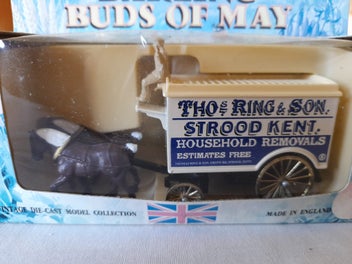 BUDS OF MAY
THOS RING & SON.
STROOD KENT.
HOUSEHOLD REMOVALS
ESTIMATES FREE
VINTAGE DIE-CAST MODEL COLLECTION
MADE IN ENGLAND